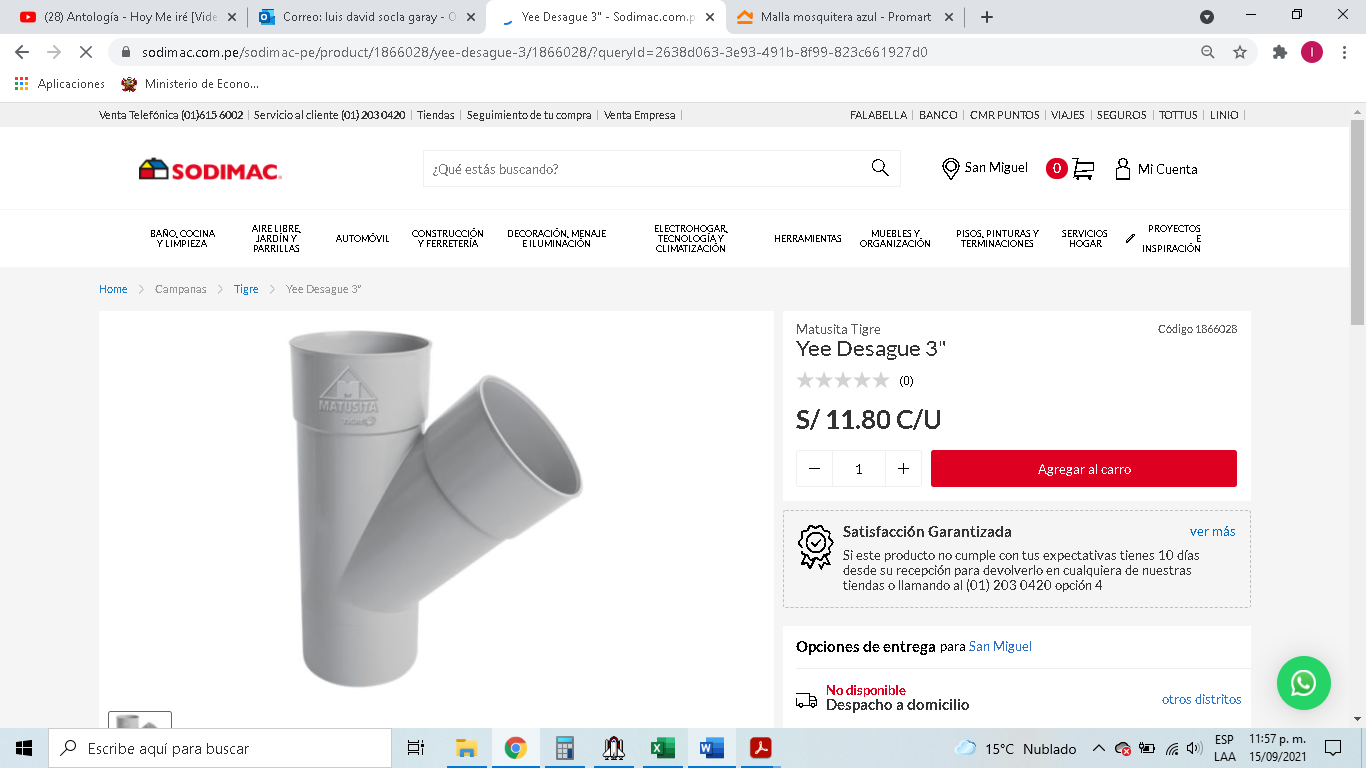 (28) Antología - Hoy Me iré [Vide
Correo: luis david socla garay - O
Yee Desague 3" - Sodimac.com.p
Malla mosquitera azul - Promart
sodimac.com.pe/sodimac-pe/product/1866028/yee-desague-3/1866028/?queryId=2638d063-3e93-491b-8f99-823c661927d0
I
Aplicaciones
Ministerio de Econo...
Venta Telefónica (01)615 6002
Servicio al cliente (01) 203 0420
Tiendas
Seguimiento de tu compra
Venta Empresa
FALABELLA
BANCO
CMR PUNTOS
VIAJES
SEGUROS
TOTTUS
LINIO
SODIMAC
¿Qué estás buscando?
San Miguel
0
Mi Cuenta
BAÑO, COCINA
Y LIMPIEZA
AIRE LIBRE,
JARDÍN Y
PARRILLAS
AUTOMÓVIL
CONSTRUCCIÓN
Y FERRETERÍA
DECORACIÓN, MENAJE
E ILUMINACIÓN
ELECTROHOGAR,
TECNOLOGÍA Y
CLIMATIZACIÓN
HERRAMIENTAS
MUEBLES Y
ORGANIZACIÓN
PISOS, PINTURAS Y
TERMINACIONES
SERVICIOS
HOGAR
PROYECTOS
E
INSPIRACIÓN
Home
Campanas
Tigre
Yee Desague 3"
MATUSITA
TIGRE
Matusita Tigre
Código 1866028
Yee Desague 3"
(0)
S/ 11.80 C/U
1
Agregar al carro
Satisfacción Garantizada
ver más
Si este producto no cumple con tus expectativas tienes 10 días
desde su recepción para devolverlo en cualquiera de nuestras
tiendas o llamando al (01) 203 0420 opción 4
Opciones de entrega para San Miguel
No disponible
Despacho a domicilio
otros distritos
Escribe aquí para buscar
15°C Nublado
ESP
LAA
11:57 p. m.
15/09/2021